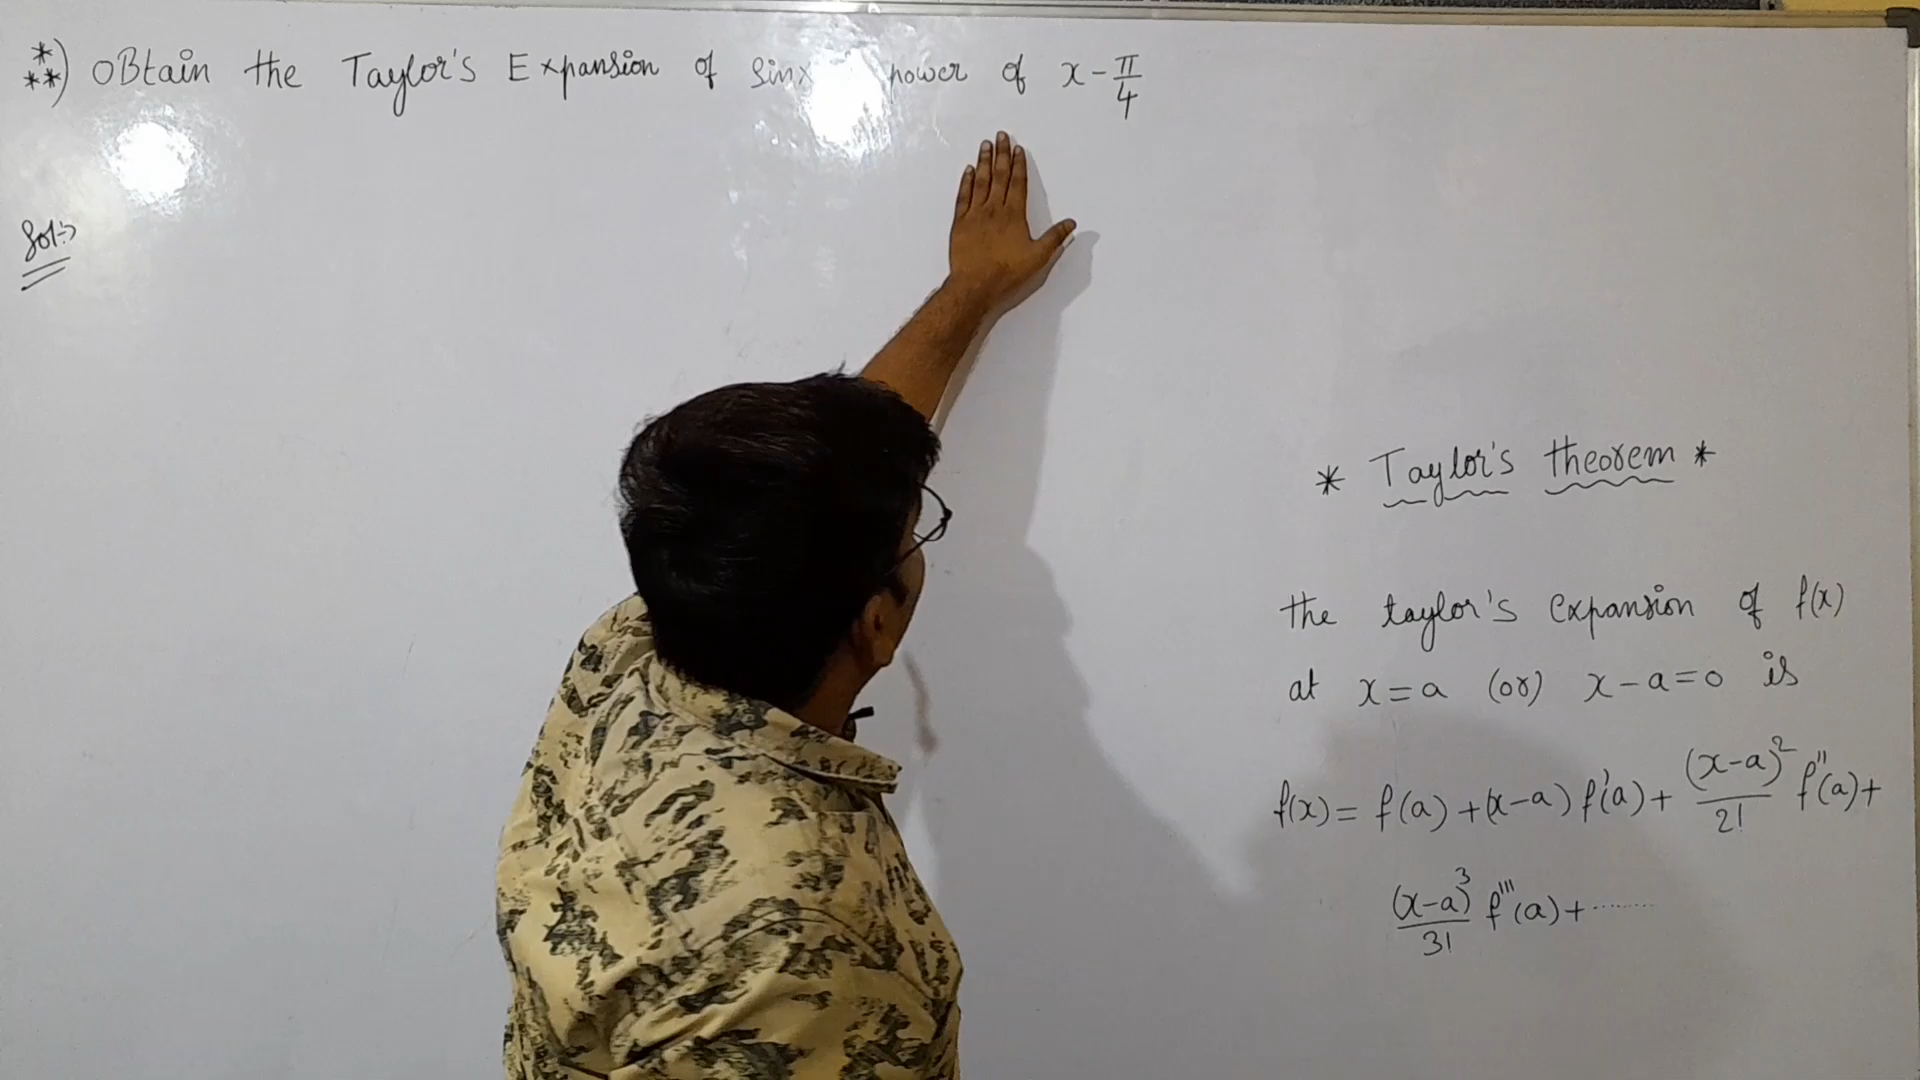 ***) OBtain the Taylor's Expansion of sinx power of x-π/4
Sol:-
* Taylor's theorem *
the taylor's expansion of f(x)
at x=a (or) x-a=0 is
f(x)= f(a)+(x-a) f'(a)+ (x-a)²/2! f''(a)+
(x-a)³/3! f'''(a)+........